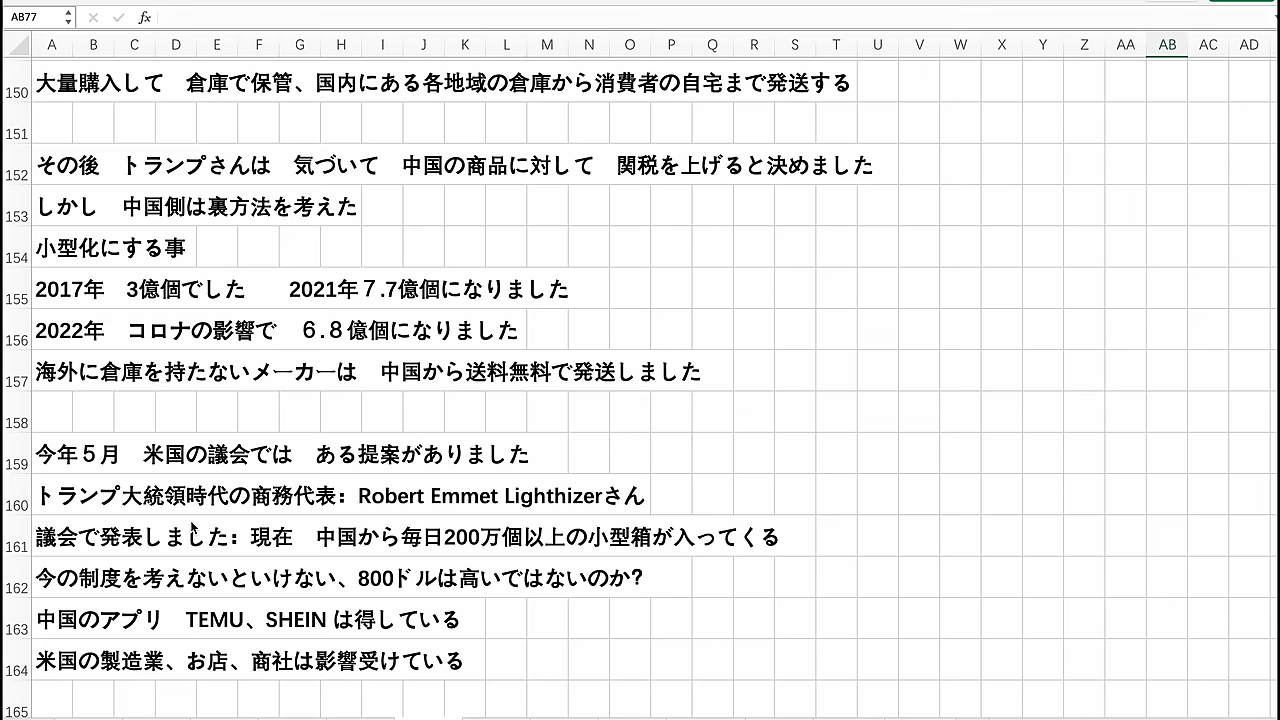 AB77 fx
A B C D E F G H I J K L M N O P Q R S T U V W X Y Z AA AB AC AD
150 大量購入して　倉庫で保管、国内にある各地域の倉庫から消費者の自宅まで発送する
151
152 その後　トランプさんは　気づいて　中国の商品に対して　関税を上げると決めました
153 しかし　中国側は裏方法を考えた
154 小型化にする事
155 2017年　3億個でした　　2021年７.7億個になりました
156 2022年　コロナの影響で　６.８億個になりました
157 海外に倉庫を持たないメーカーは　中国から送料無料で発送しました
158
159 今年５月　米国の議会では　ある提案がありました
160 トランプ大統領時代の商務代表：Robert Emmet Lighthizerさん
161 議会で発表しました：現在　中国から毎日200万個以上の小型箱が入ってくる
162 今の制度を考えないといけない、800ドルは高いではないのか?
163 中国のアプリ　TEMU、SHEIN は得している
164 米国の製造業、お店、商社は影響受けている
165